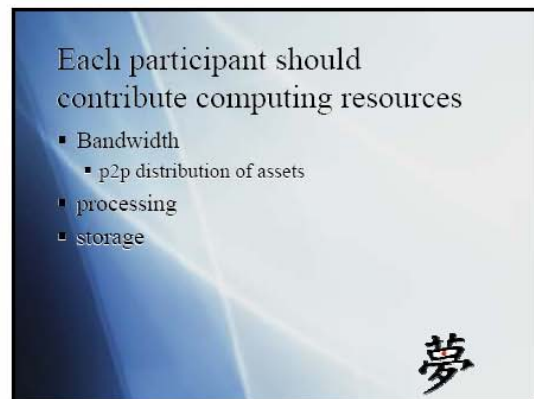 Each participant should
contribute computing resources
▪ Bandwidth
▪ p2p distribution of assets
▪ processing
▪ storage
夢